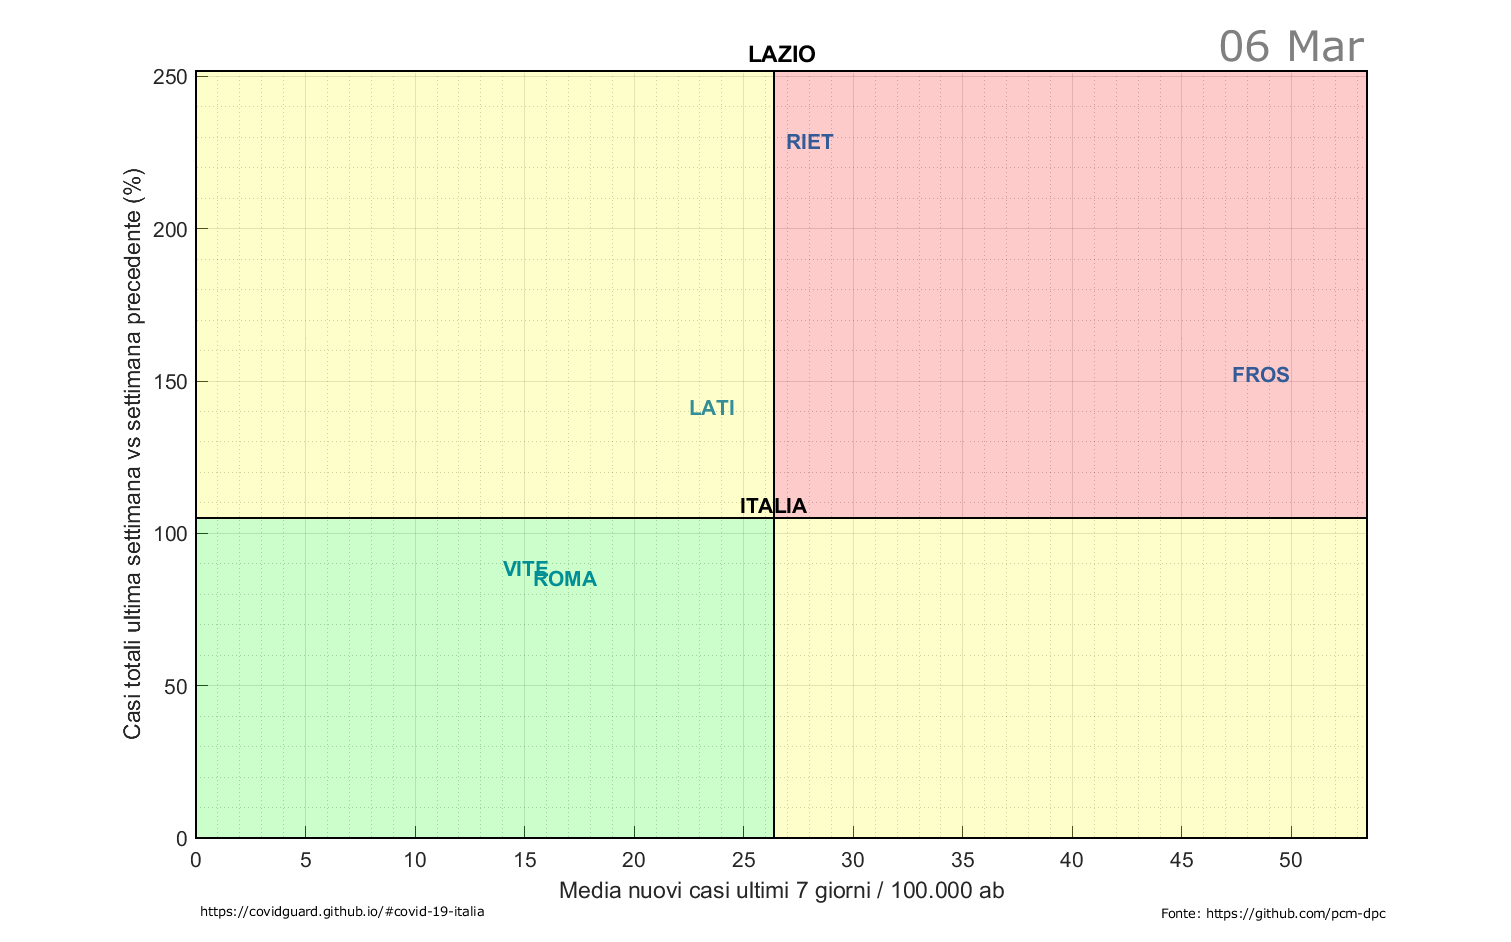 06 Mar
LAZIO
250
200
150
100
50
0
Casi totali ultima settimana vs settimana precedente (%)
RIET
FROS
LATI
ITALIA
VITE
ROMA
0 5 10 15 20 25 30 35 40 45 50
Media nuovi casi ultimi 7 giorni / 100.000 ab
https://covidguard.github.io/#covid-19-italia
Fonte: https://github.com/pcm-dpc